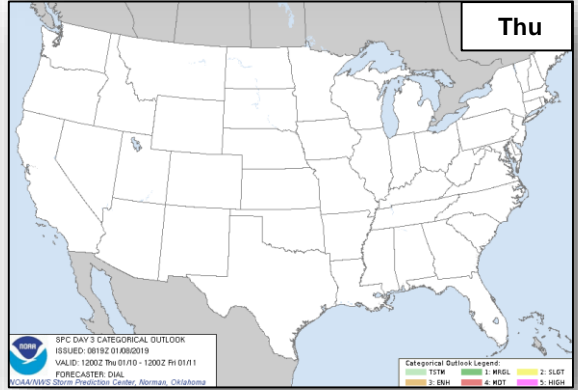 Thu
SPC DAY 3 CATEGORICAL OUTLOOK
ISSUED: 0819Z 01/08/2019
VALID: 1200Z Thu 01/10 - 1200Z Fri 01/11
FORECASTER: DIAL
NOAA/NWS Storm Prediction Center, Norman, Oklahoma
NOAA
Categorical Outlook Legend:
TSTM 1: MRGL 2: SLGT
3: ENH 4: MDT 5: HIGH